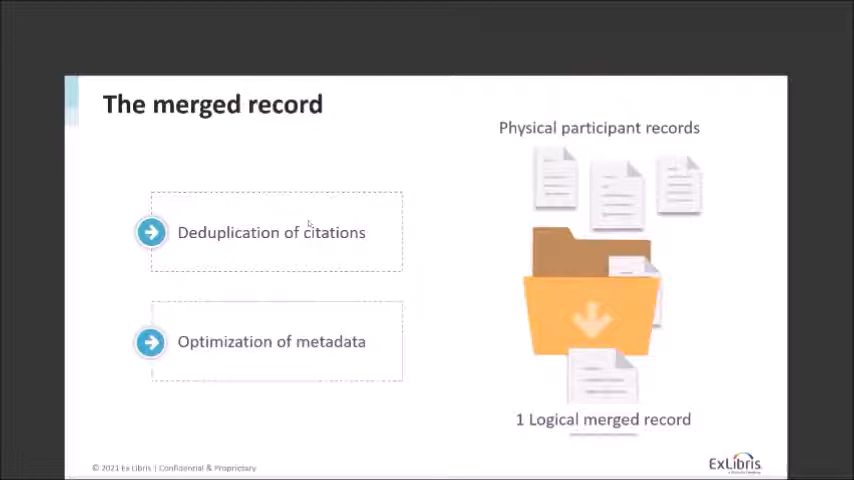 The merged record
Physical participant records
Deduplication of citations
Optimization of metadata
1 Logical merged record
© 2021 Ex Libris | Confidential & Proprietary
ExLibris